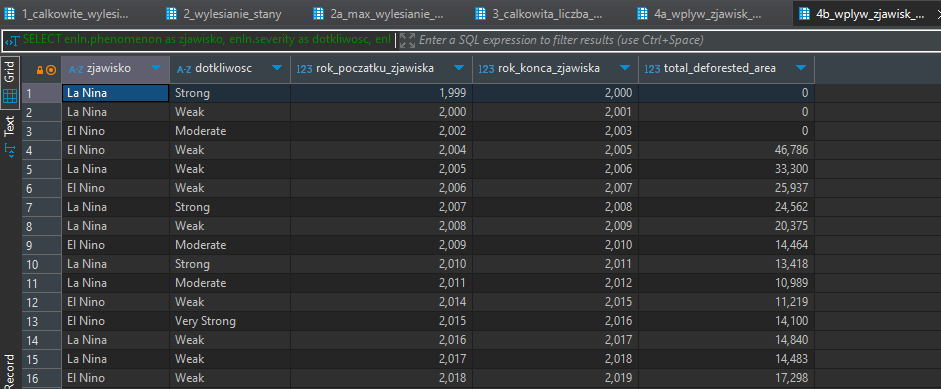 1_calkowite_wylesi... 2_wylesianie_stany 2a_max_wylesianie_... 3_calkowita_liczba_... 4a_wplyw_zjawisk_... 4b_wplyw_zjawisk_...
SELECT enln.phenomenon as zjawisko, enln.severity as dotkliwosc, enl Enter a SQL expression to filter results (use Ctrl+Space)
Grid
Text
Record
A-Z zjawisko A-Z dotkliwosc 123 rok_poczatku_zjawiska 123 rok_konca_zjawiska 123 total_deforested_area
1 La Nina Strong 1,999 2,000 0
2 La Nina Weak 2,000 2,001 0
3 El Nino Moderate 2,002 2,003 0
4 El Nino Weak 2,004 2,005 46,786
5 La Nina Weak 2,005 2,006 33,300
6 El Nino Weak 2,006 2,007 25,937
7 La Nina Strong 2,007 2,008 24,562
8 La Nina Weak 2,008 2,009 20,375
9 El Nino Moderate 2,009 2,010 14,464
10 La Nina Strong 2,010 2,011 13,418
11 La Nina Moderate 2,011 2,012 10,989
12 El Nino Weak 2,014 2,015 11,219
13 El Nino Very Strong 2,015 2,016 14,100
14 La Nina Weak 2,016 2,017 14,840
15 La Nina Weak 2,017 2,018 14,483
16 El Nino Weak 2,018 2,019 17,298